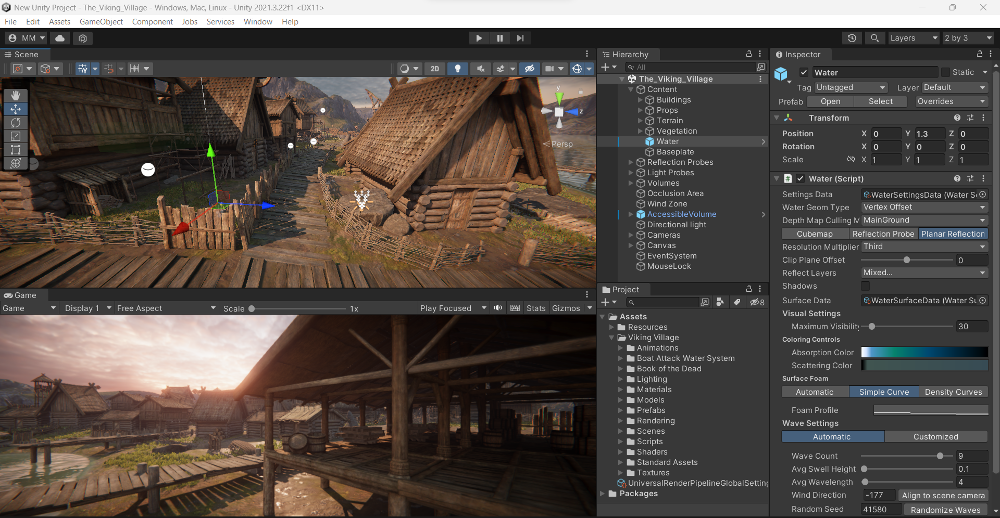 New Unity Project - The_Viking_Village - Windows, Mac, Linux - Unity 2021.3.22f1 <DX11>
File Edit Assets GameObject Component Jobs Services Window Help
MM
Layers
2 by 3
Scene
2D
y
z
Persp
Game
Game
Display 1
Free Aspect
Scale
1x
Play Focused
Stats
Gizmos
Hierarchy
All
The_Viking_Village
Content
Buildings
Props
Terrain
Vegetation
Water
Baseplate
Reflection Probes
Light Probes
Volumes
Occlusion Area
Wind Zone
AccessibleVolume
Directional light
Cameras
Canvas
EventSystem
MouseLock
Project
8
Assets
Resources
Viking Village
Animations
Boat Attack Water System
Book of the Dead
Lighting
Materials
Models
Prefabs
Rendering
Scenes
Scripts
Shaders
Standard Assets
Textures
UniversalRenderPipelineGlobalSetting
Packages
Inspector
Water
Static
Tag Untagged Layer Default
Prefab Open Select Overrides
Transform
Position X 0 Y 1.3 Z 0
Rotation X 0 Y 0 Z 0
Scale X 1 Y 1 Z 1
# Water (Script)
Settings Data WaterSettingsData (Water S
Water Geom Type Vertex Offset
Depth Map Culling M MainGround
Cubemap Reflection Probe Planar Reflection
Resolution Multiplier Third
Clip Plane Offset 0
Reflect Layers Mixed...
Shadows
Surface Data WaterSurfaceData (Water Su
Visual Settings
Maximum Visibility 30
Coloring Controls
Absorption Color
Scattering Color
Surface Foam
Automatic Simple Curve Density Curves
Foam Profile
Wave Settings
Automatic Customized
Wave Count 9
Avg Swell Height 0.1
Avg Wavelength 4
Wind Direction -177 Align to scene camera
Random Seed 41580 Randomize Waves